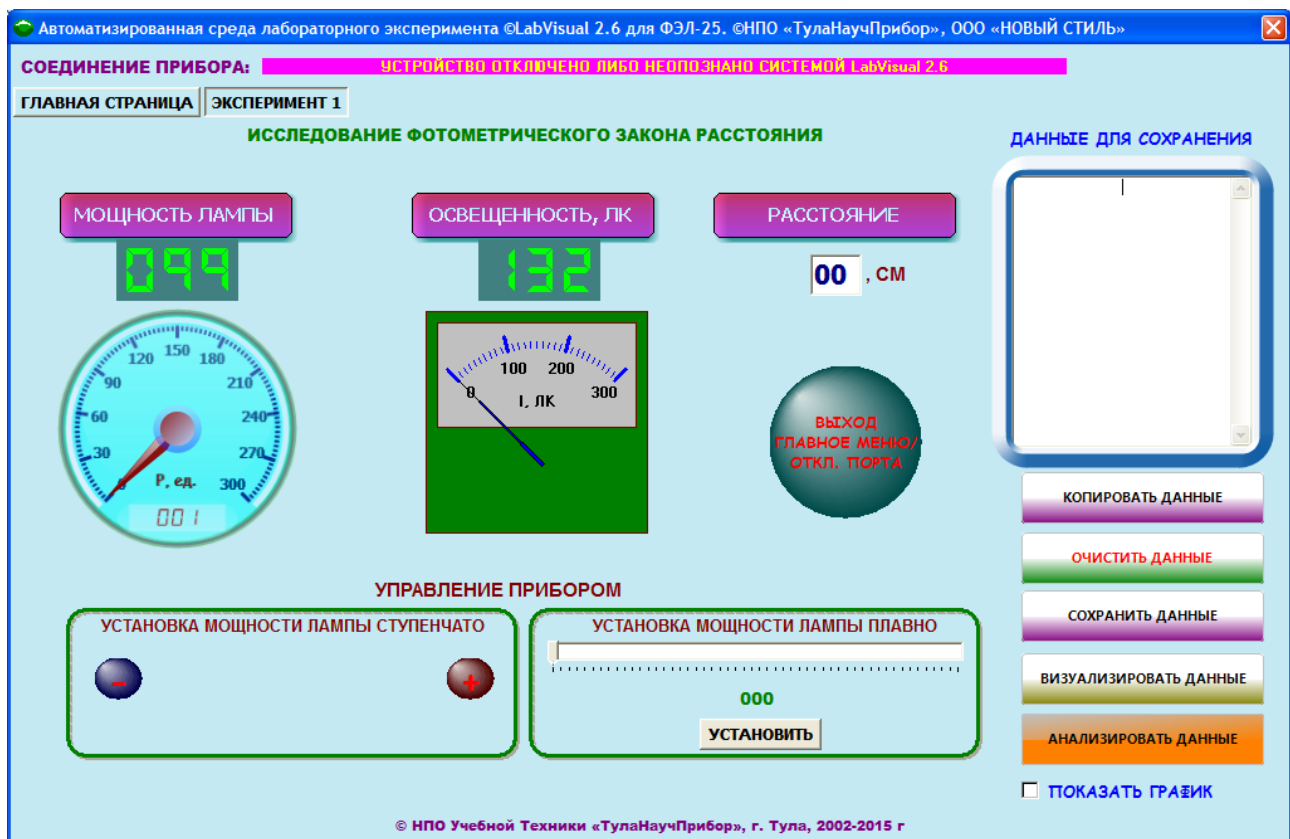 Автоматизированная среда лабораторного эксперимента ©LabVisual 2.6 для ФЭЛ-25. ©НПО «ТулаНаучПрибор», ООО «НОВЫЙ СТИЛЬ»
СОЕДИНЕНИЕ ПРИБОРА: УСТРОЙСТВО ОТКЛЮЧЕНО ЛИБО НЕОПОЗНАНО СИСТЕМОЙ LabVisual 2.6
ГЛАВНАЯ СТРАНИЦА ЭКСПЕРИМЕНТ 1
ИССЛЕДОВАНИЕ ФОТОМЕТРИЧЕСКОГО ЗАКОНА РАССТОЯНИЯ
ДАННЫЕ ДЛЯ СОХРАНЕНИЯ
МОЩНОСТЬ ЛАМПЫ
099
0 30 60 90 120 150 180 210 240 270 300
P, ед.
001
ОСВЕЩЕННОСТЬ, ЛК
132
0 100 200 300
I, ЛК
РАССТОЯНИЕ
00 , СМ
ВЫХОД
ГЛАВНОЕ МЕНЮ/
ОТКЛ. ПОРТА
УПРАВЛЕНИЕ ПРИБОРОМ
УСТАНОВКА МОЩНОСТИ ЛАМПЫ СТУПЕНЧАТО
- +
УСТАНОВКА МОЩНОСТИ ЛАМПЫ ПЛАВНО
000
УСТАНОВИТЬ
КОПИРОВАТЬ ДАННЫЕ
ОЧИСТИТЬ ДАННЫЕ
СОХРАНИТЬ ДАННЫЕ
ВИЗУАЛИЗИРОВАТЬ ДАННЫЕ
АНАЛИЗИРОВАТЬ ДАННЫЕ
ПОКАЗАТЬ ГРАФИК
© НПО Учебной Техники «ТулаНаучПрибор», г. Тула, 2002-2015 г